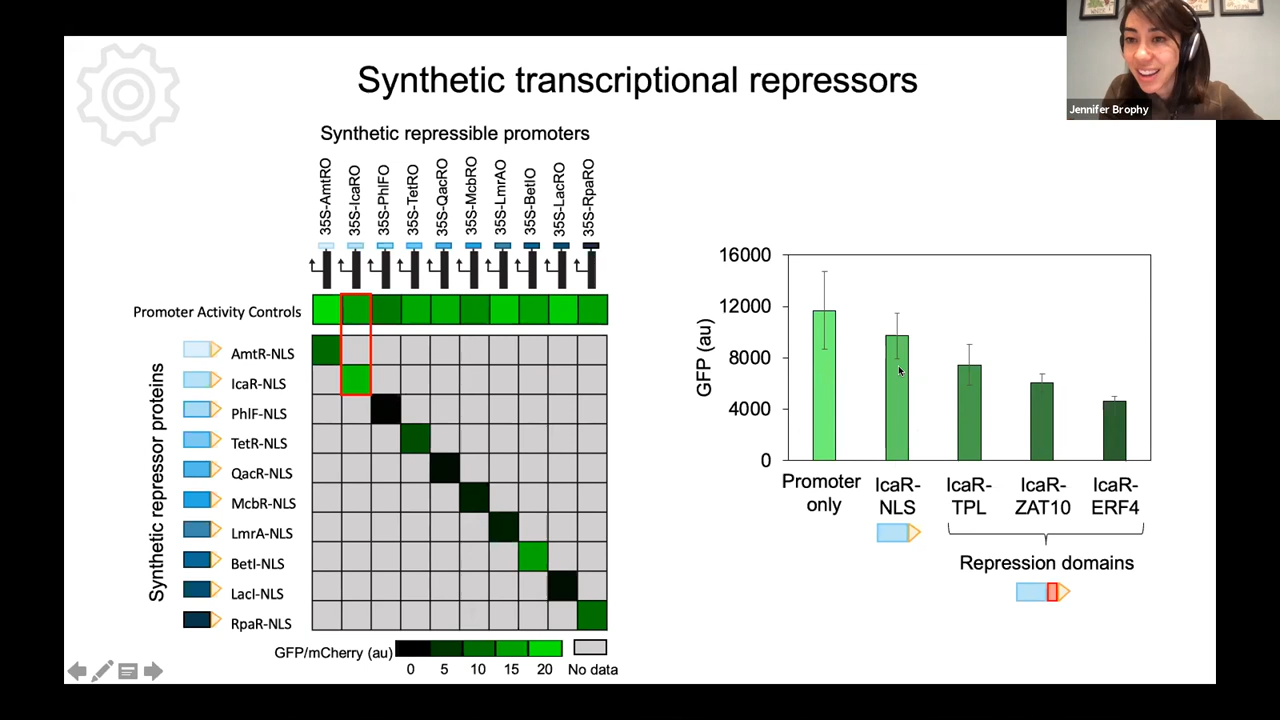 Synthetic transcriptional repressors
Jennifer Brophy
Synthetic repressible promoters
35S-AmtRO
35S-IcaRO
35S-PhlFO
35S-TetRO
35S-QacRO
35S-McbRO
35S-LmrAO
35S-BetIO
35S-LacRO
35S-RpaRO
Promoter Activity Controls
Synthetic repressor proteins
AmtR-NLS
IcaR-NLS
PhlF-NLS
TetR-NLS
QacR-NLS
McbR-NLS
LmrA-NLS
BetI-NLS
LacI-NLS
RpaR-NLS
GFP/mCherry (au)
0 5 10 15 20 No data
GFP (au)
16000
12000
8000
4000
0
Promoter only
IcaR-NLS
IcaR-TPL
IcaR-ZAT10
IcaR-ERF4
Repression domains